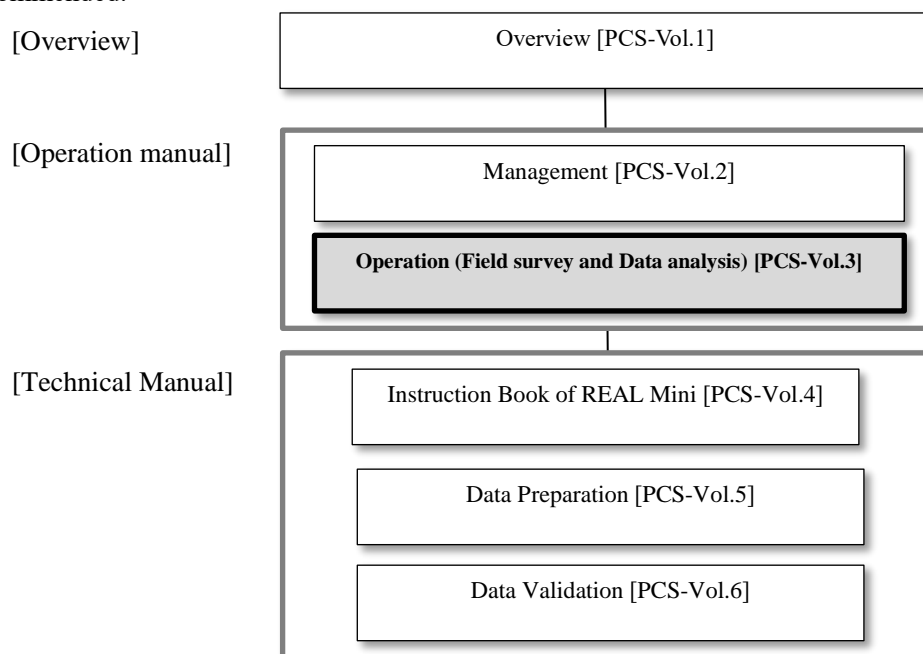 [Overview]
Overview [PCS-Vol.1]
[Operation manual]
Management [PCS-Vol.2]
Operation (Field survey and Data analysis) [PCS-Vol.3]
[Technical Manual]
Instruction Book of REAL Mini [PCS-Vol.4]
Data Preparation [PCS-Vol.5]
Data Validation [PCS-Vol.6]